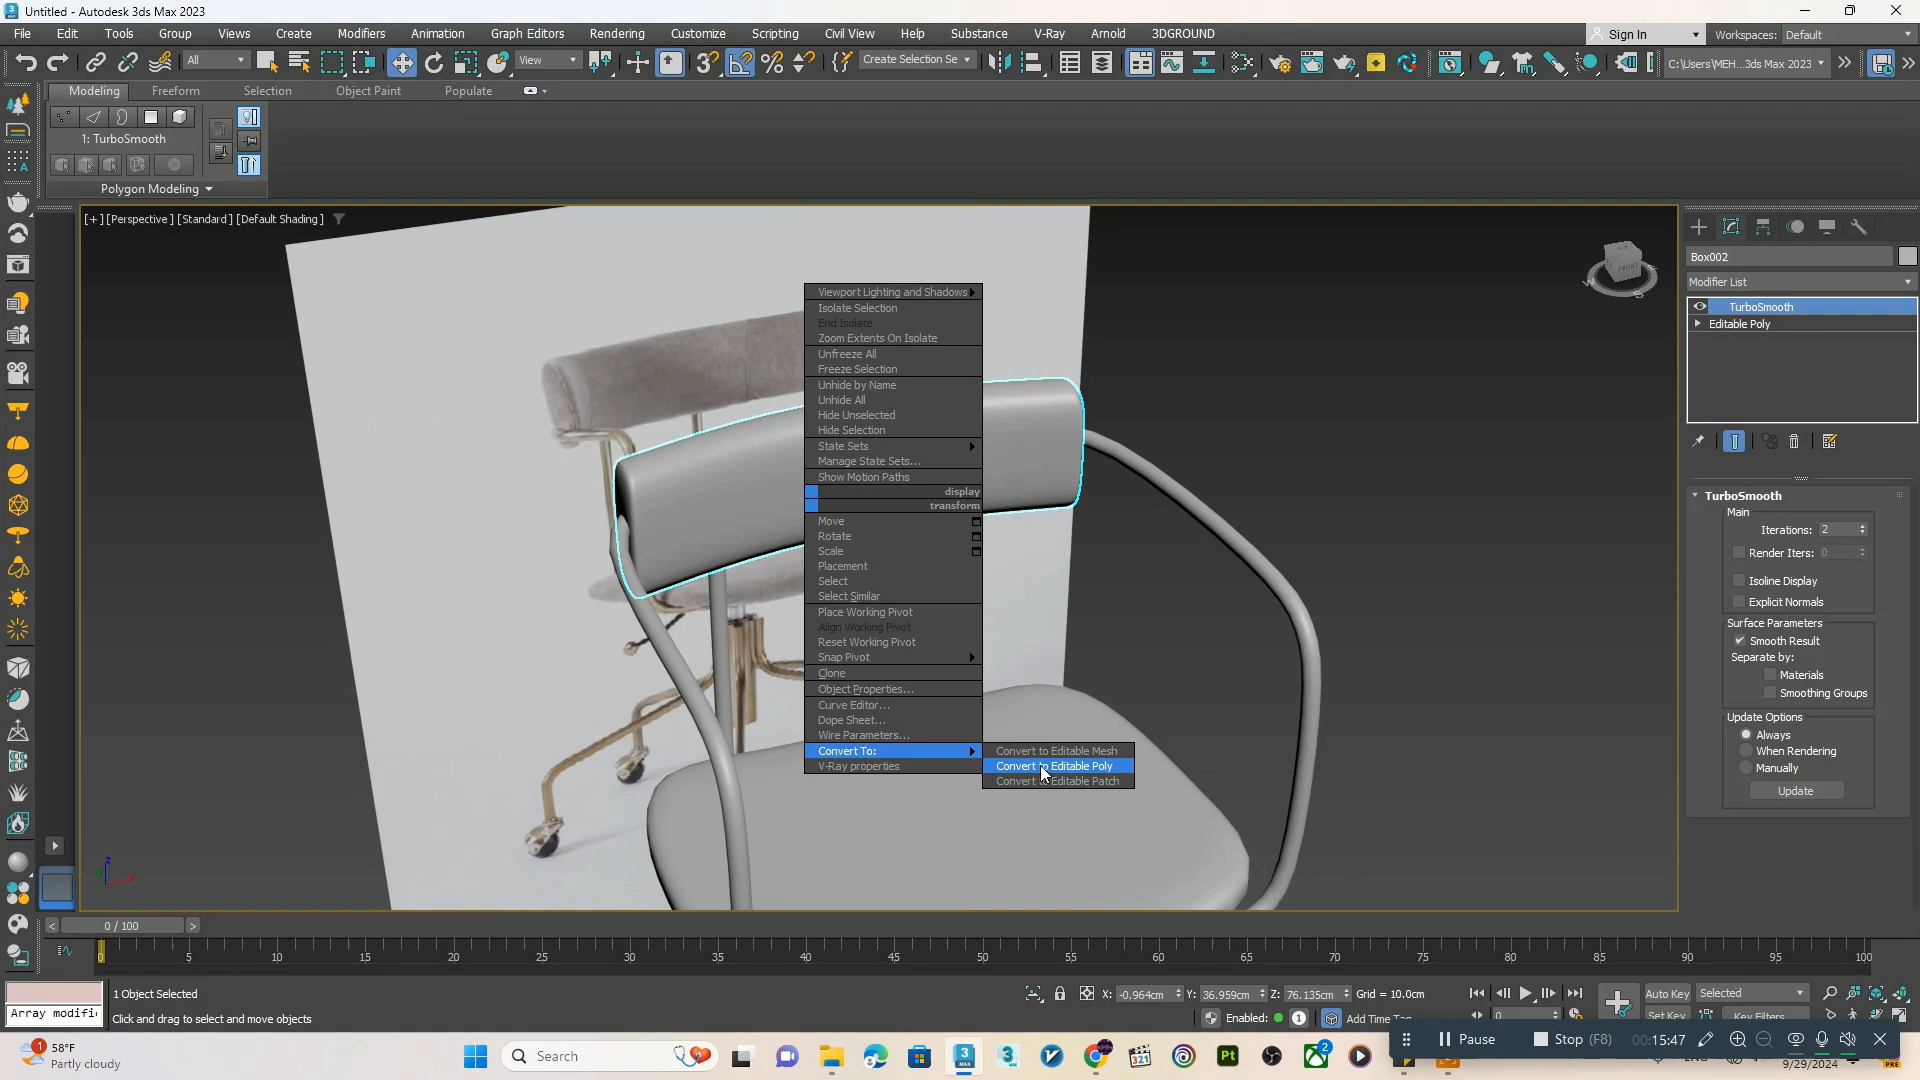 Untitled - Autodesk 3ds Max 2023
File Edit Tools Group Views Create Modifiers Animation Graph Editors Rendering Customize Scripting Civil View Help Substance V-Ray Arnold 3DGROUND
Sign In Workspaces: Default
All View Create Selection Se C:\Users\MEH...3ds Max 2023
Modeling Freeform Selection Object Paint Populate
1: TurboSmooth
Polygon Modeling
[+] [Perspective ] [Standard ] [Default Shading ]
Viewport Lighting and Shadows
Isolate Selection
End Isolate
Zoom Extents On Isolate
Unfreeze All
Freeze Selection
Unhide by Name
Unhide All
Hide Unselected
Hide Selection
State Sets
Manage State Sets...
Show Motion Paths
display
transform
Move
Rotate
Scale
Placement
Select
Select Similar
Place Working Pivot
Align Working Pivot
Reset Working Pivot
Snap Pivot
Clone
Object Properties...
Curve Editor...
Dope Sheet...
Wire Parameters...
Convert To:
V-Ray properties
Convert to Editable Mesh
Convert to Editable Poly
Convert to Editable Patch
FRONT
Box002
Modifier List
TurboSmooth
Editable Poly
TurboSmooth
Main
Iterations: 2
Render Iters: 0
Isoline Display
Explicit Normals
Surface Parameters
Smooth Result
Separate by:
Materials
Smoothing Groups
Update Options
Always
When Rendering
Manually
Update
z
< 0 / 100 >
0 5 10 15 20 25 30 35 40 45 50 55 60 65 70 75 80 85 90 95 100
1 Object Selected
X: -0.964cm Y: 36.959cm Z: 76.135cm Grid = 10.0cm
Auto Key Selected
Array modifi
Click and drag to select and move objects
Enabled: 1 Add Time Tag
0 Set Key Key Filters...
Pause Stop (F8) 00:15:47
1 58°F
Partly cloudy
Search
3 MAX 321 Pt 2
9/29/2024
PRE